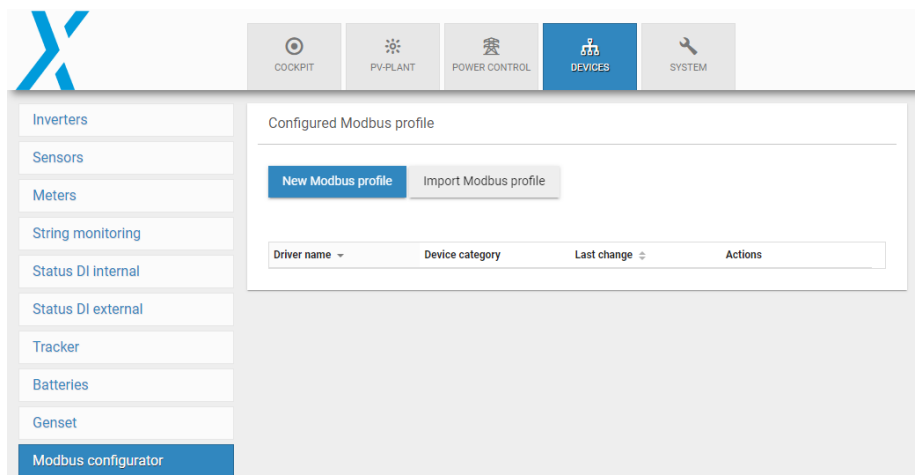 COCKPIT
PV-PLANT
POWER CONTROL
DEVICES
SYSTEM
Inverters
Sensors
Meters
String monitoring
Status DI internal
Status DI external
Tracker
Batteries
Genset
Modbus configurator
Configured Modbus profile
New Modbus profile
Import Modbus profile
Driver name Device category Last change Actions